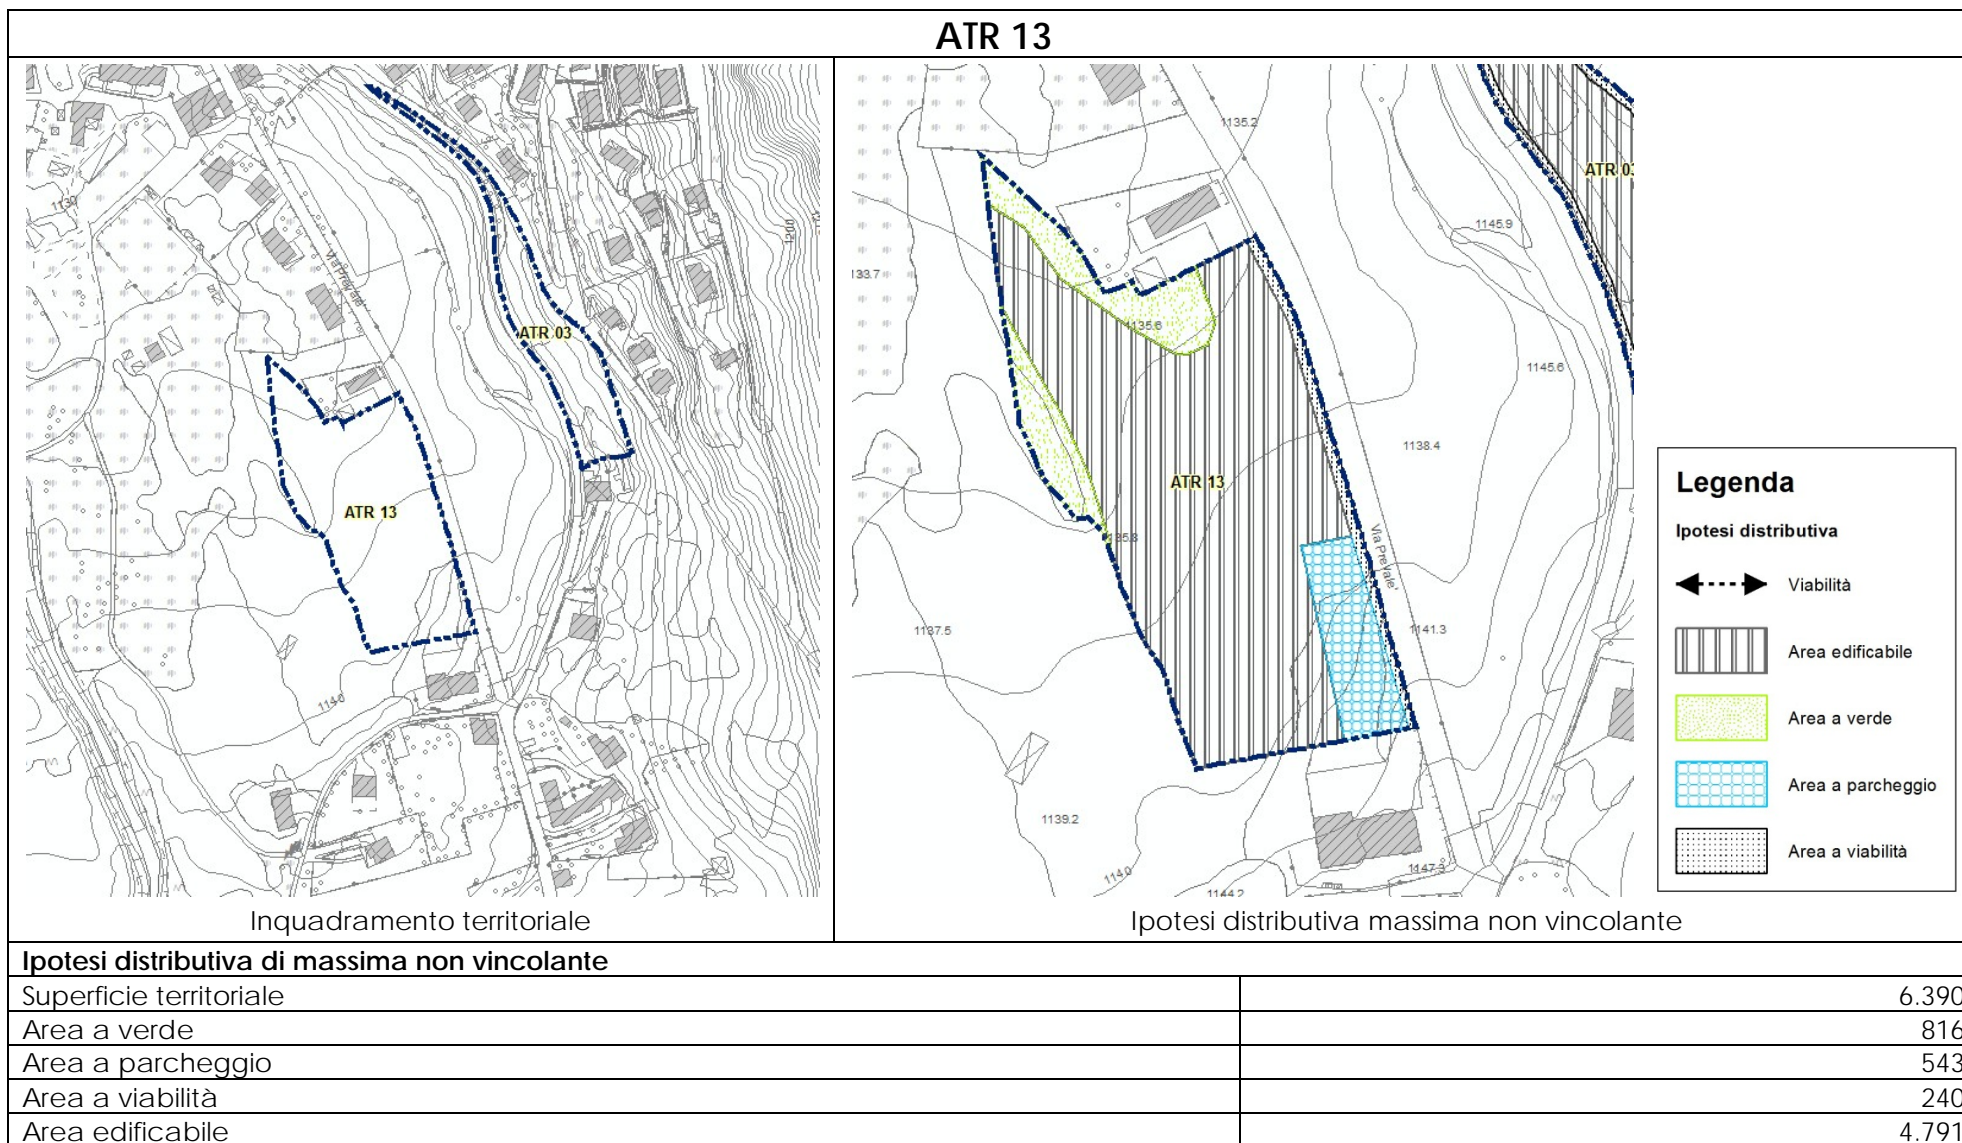 ATR 13
1130
Via Prevale'
1200
ATR 03
ATR 13
1140
Inquadramento territoriale
1135.2
ATR 03
1145.9
133.7
1135.6
1145.6
1138.4
ATR 13
Via Prevale'
1135.8
1137.5
1141.3
1139.2
1140
1147.3
1144.2
Ipotesi distributiva massima non vincolante
Legenda
Ipotesi distributiva
Viabilità
Area edificabile
Area a verde
Area a parcheggio
Area a viabilità
Ipotesi distributiva di massima non vincolante
Superficie territoriale 6.390
Area a verde 816
Area a parcheggio 543
Area a viabilità 240
Area edificabile 4.791